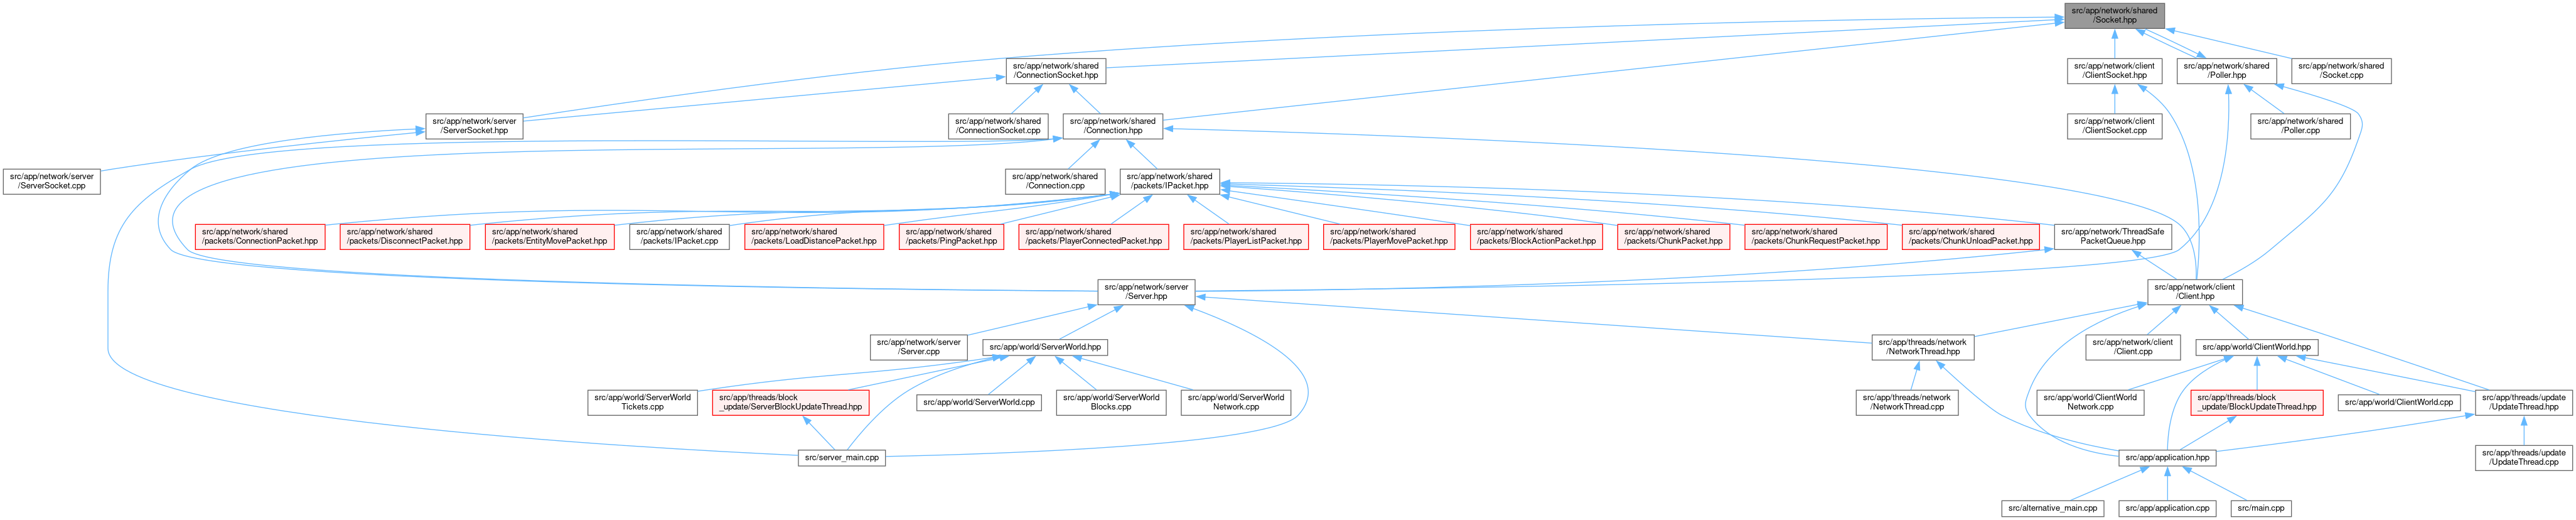 src/app/network/shared
/Socket.hpp
src/app/network/shared
/ConnectionSocket.hpp
src/app/network/client
/ClientSocket.hpp
src/app/network/shared
/Poller.hpp
src/app/network/shared
/Socket.cpp
src/app/network/server
/ServerSocket.hpp
src/app/network/shared
/ConnectionSocket.cpp
src/app/network/shared
/Connection.hpp
src/app/network/client
/ClientSocket.cpp
src/app/network/shared
/Poller.cpp
src/app/network/server
/ServerSocket.cpp
src/app/network/shared
/Connection.cpp
src/app/network/shared
/packets/IPacket.hpp
src/app/network/shared
/packets/ConnectionPacket.hpp
src/app/network/shared
/packets/DisconnectPacket.hpp
src/app/network/shared
/packets/EntityMovePacket.hpp
src/app/network/shared
/packets/IPacket.cpp
src/app/network/shared
/packets/LoadDistancePacket.hpp
src/app/network/shared
/packets/PingPacket.hpp
src/app/network/shared
/packets/PlayerConnectedPacket.hpp
src/app/network/shared
/packets/PlayerListPacket.hpp
src/app/network/shared
/packets/PlayerMovePacket.hpp
src/app/network/shared
/packets/BlockActionPacket.hpp
src/app/network/shared
/packets/ChunkPacket.hpp
src/app/network/shared
/packets/ChunkRequestPacket.hpp
src/app/network/shared
/packets/ChunkUnloadPacket.hpp
src/app/network/ThreadSafe
PacketQueue.hpp
src/app/network/server
/Server.hpp
src/app/network/client
/Client.hpp
src/app/network/server
/Server.cpp
src/app/world/ServerWorld.hpp
src/app/threads/network
/NetworkThread.hpp
src/app/network/client
/Client.cpp
src/app/world/ClientWorld.hpp
src/app/world/ServerWorld
Tickets.cpp
src/app/threads/block
_update/ServerBlockUpdateThread.hpp
src/app/world/ServerWorld.cpp
src/app/world/ServerWorld
Blocks.cpp
src/app/world/ServerWorld
Network.cpp
src/app/threads/network
/NetworkThread.cpp
src/app/world/ClientWorld
Network.cpp
src/app/threads/block
_update/BlockUpdateThread.hpp
src/app/world/ClientWorld.cpp
src/app/threads/update
/UpdateThread.hpp
src/server_main.cpp
src/app/application.hpp
src/app/threads/update
/UpdateThread.cpp
src/alternative_main.cpp
src/app/application.cpp
src/main.cpp